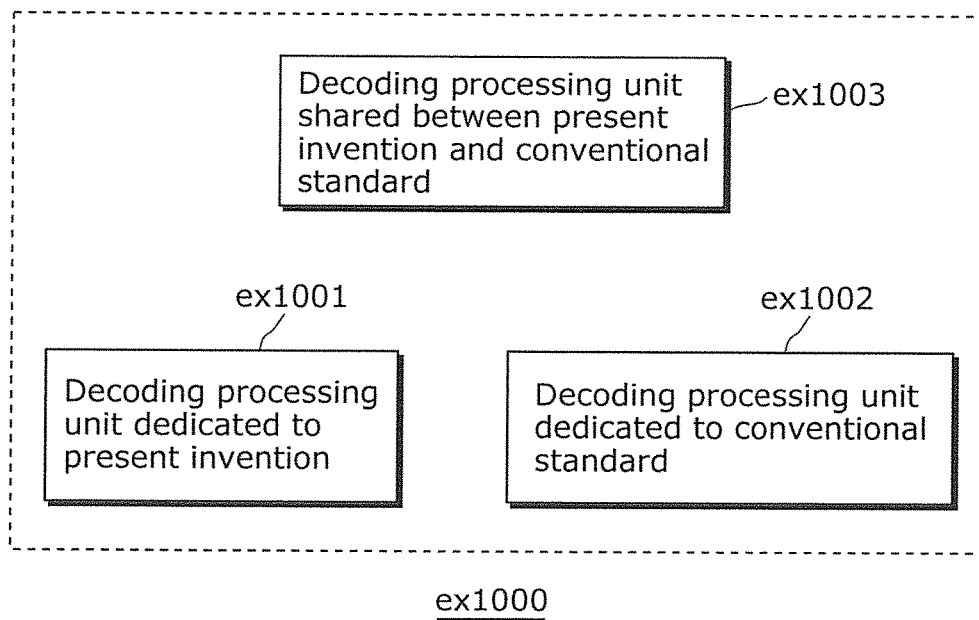 Decoding processing unit
shared between present
invention and conventional
standard
ex1003
ex1001
Decoding processing
unit dedicated to
present invention
ex1002
Decoding processing unit
dedicated to conventional
standard
ex1000